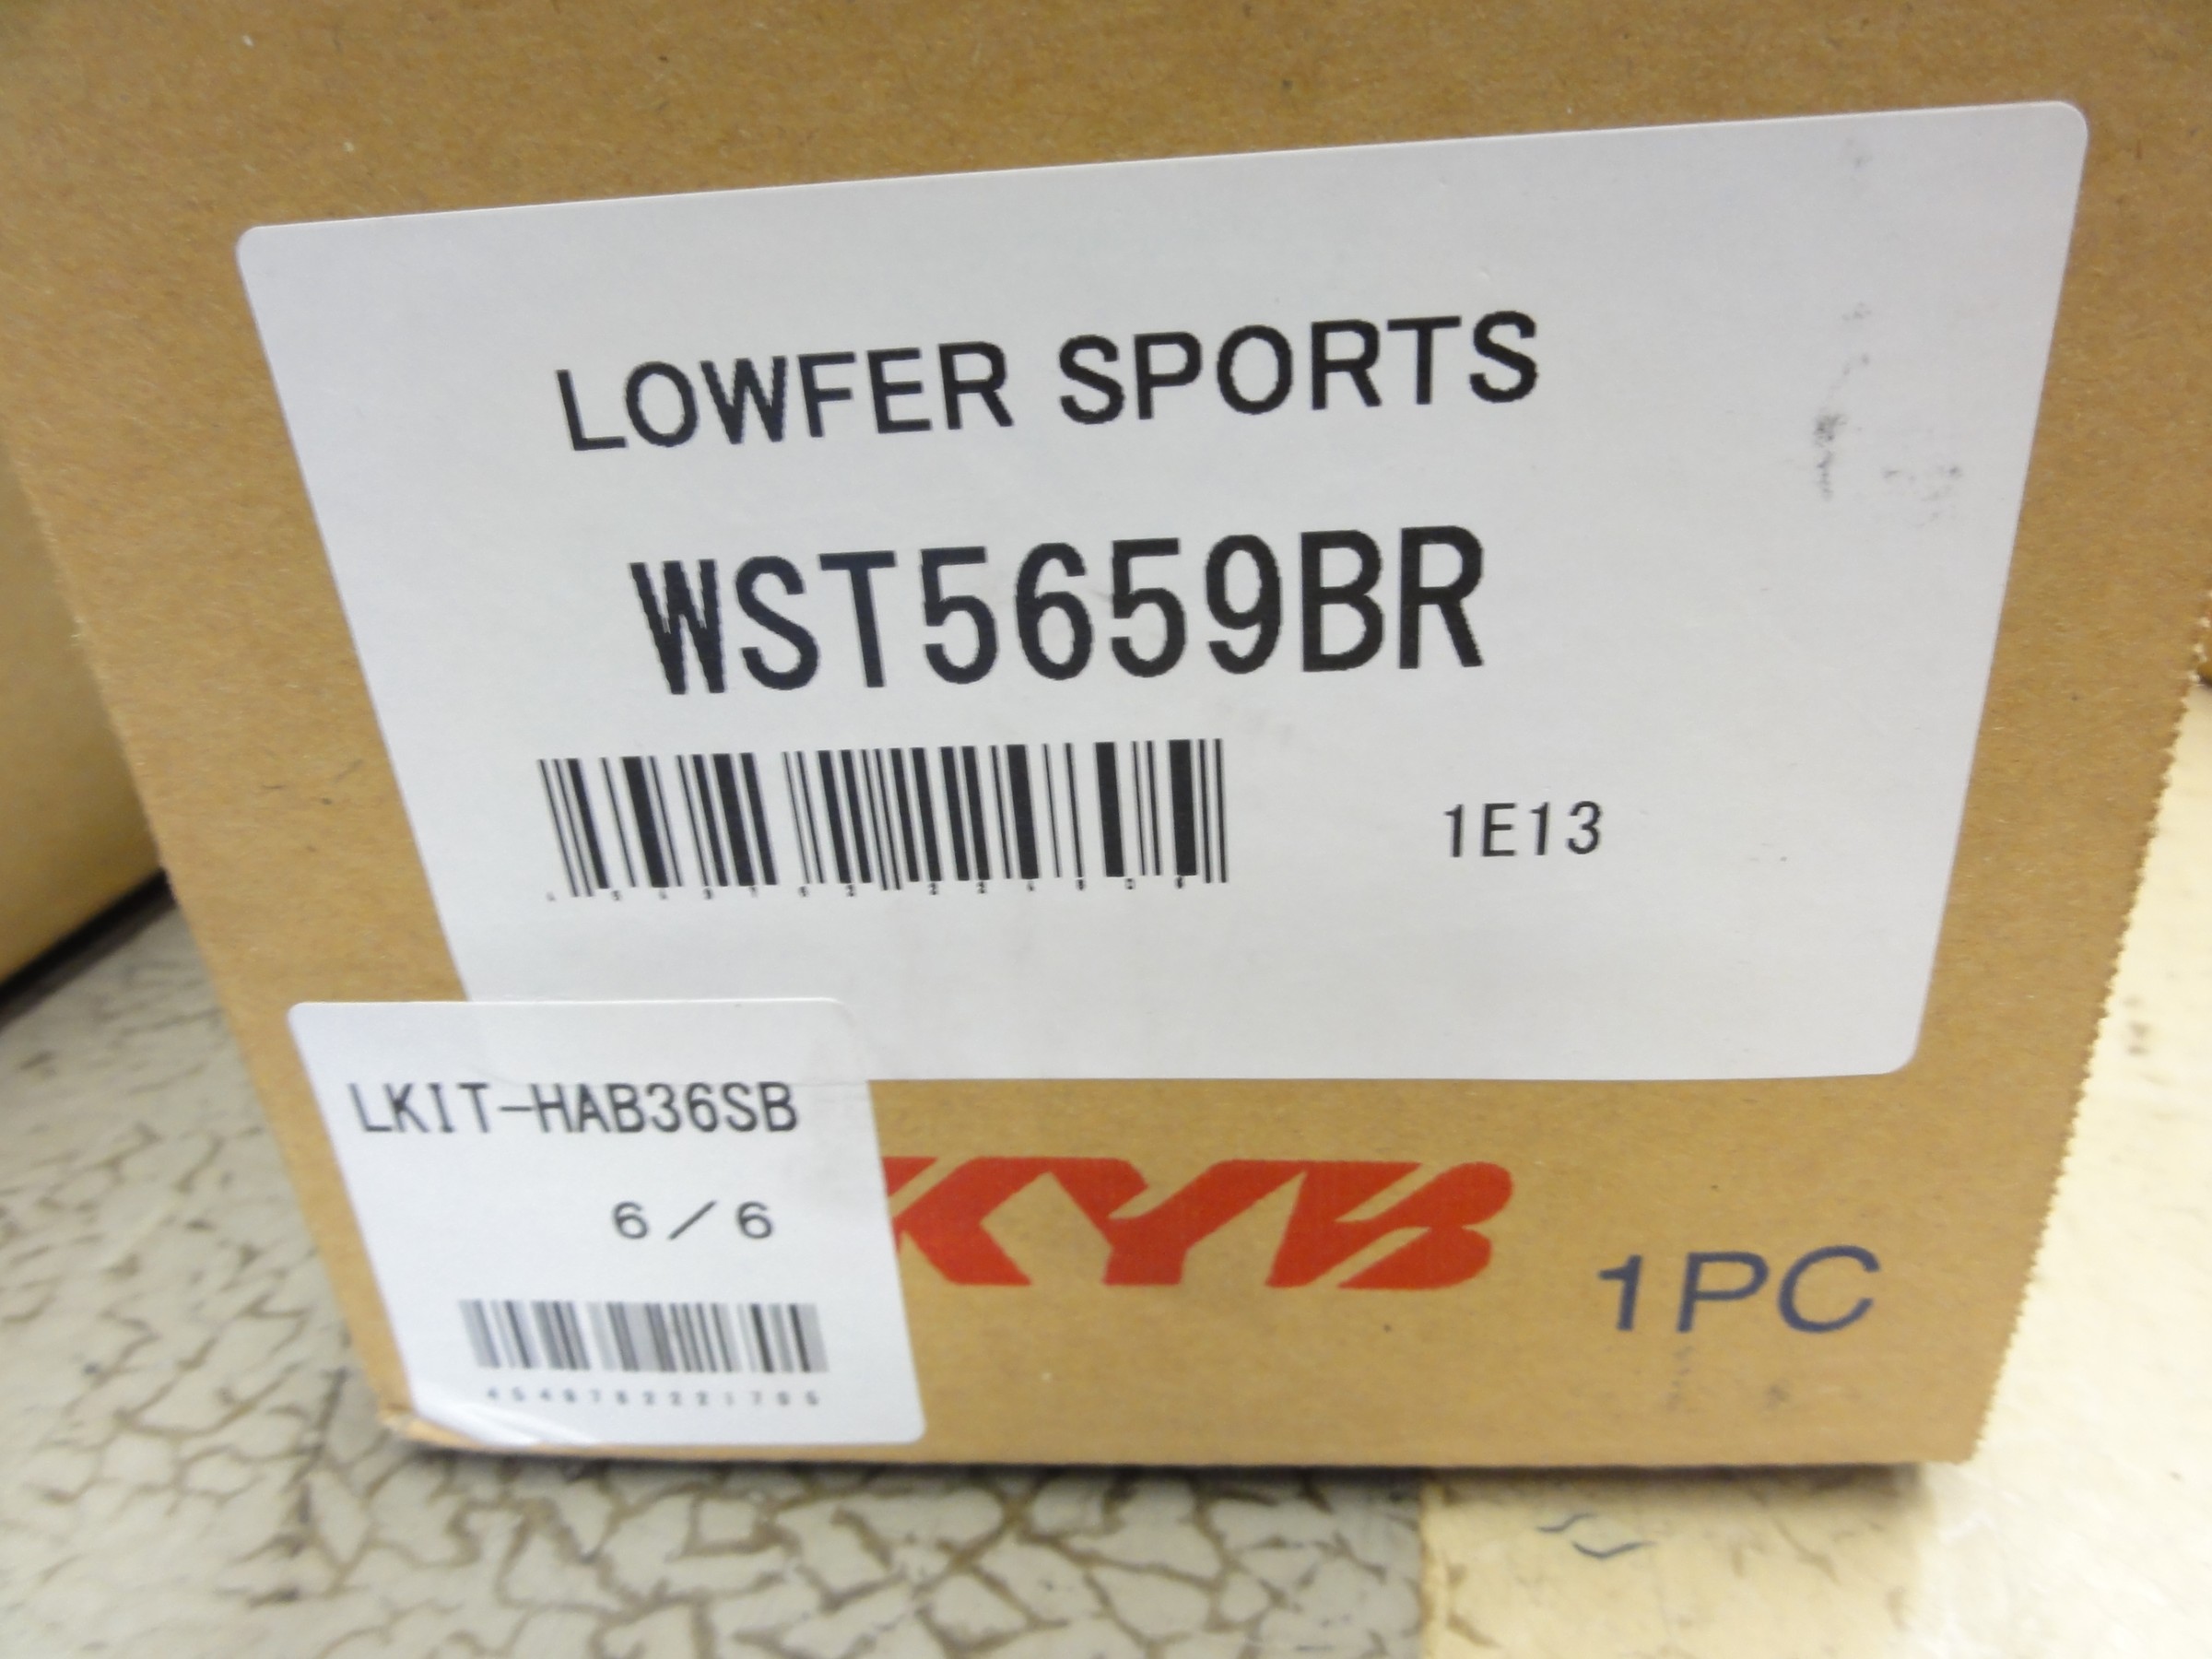 LOWFER SPORTS
WST5659BR
1E13
LKIT-HAB36SB
6/6
KYB
1PC